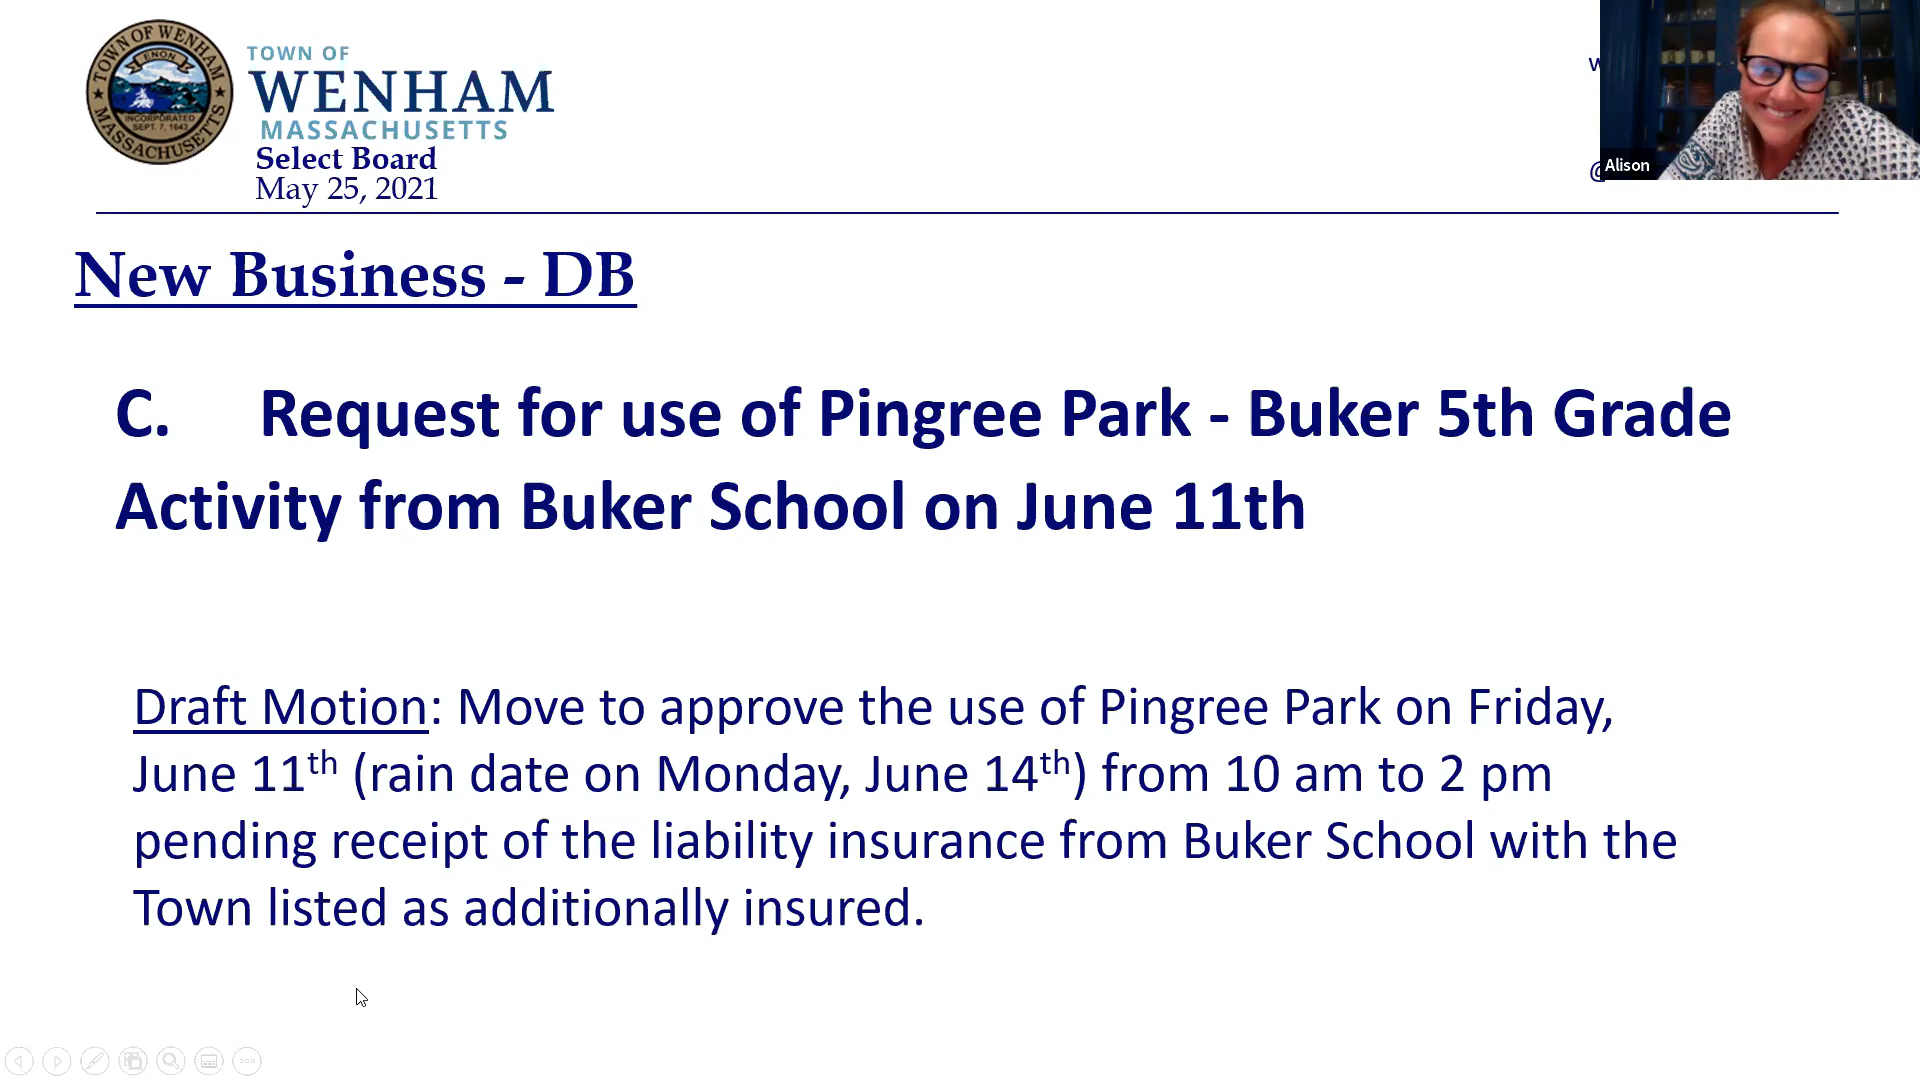 TOWN OF WENHAM
ENON
INCORPORATED
SEPT. 7, 1643
MASSACHUSETTS
TOWN OF
WENHAM
MASSACHUSETTS
Select Board
May 25, 2021
Alison
New Business - DB
C. Request for use of Pingree Park - Buker 5th Grade
Activity from Buker School on June 11th
Draft Motion: Move to approve the use of Pingree Park on Friday,
June 11th (rain date on Monday, June 14th) from 10 am to 2 pm
pending receipt of the liability insurance from Buker School with the
Town listed as additionally insured.